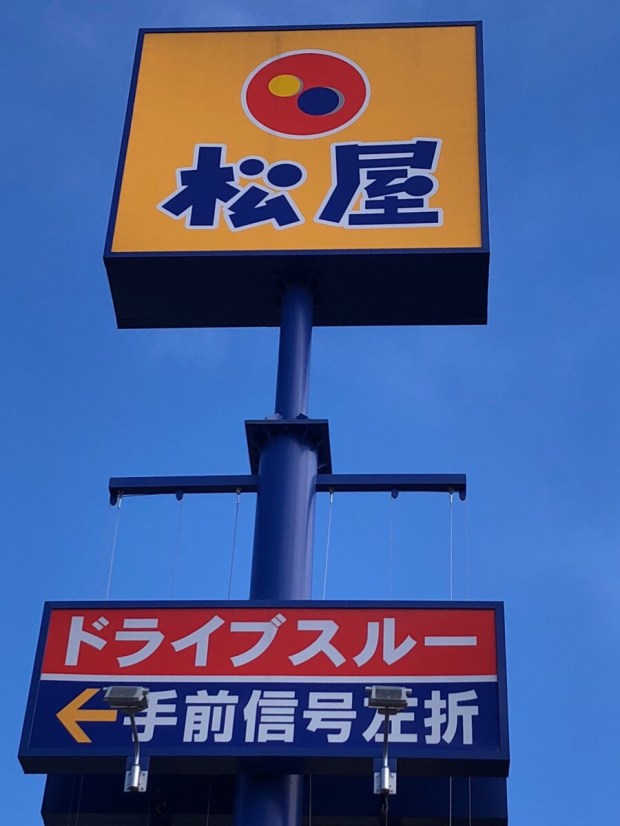 松屋
ドライブスルー
←手前信号左折